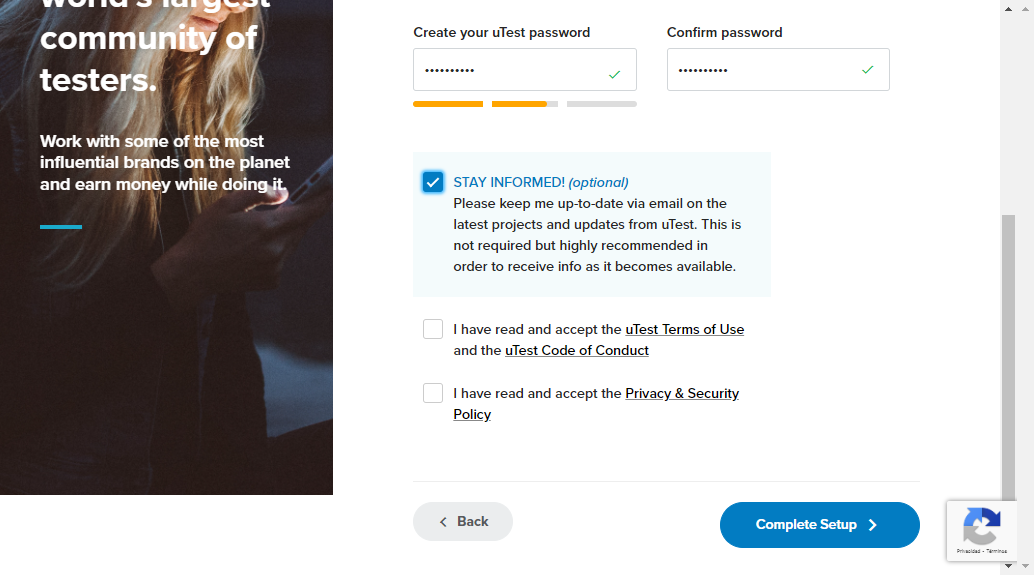 world's largest
community of
testers.
Work with some of the most
influential brands on the planet
and earn money while doing it.
Create your uTest password
Confirm password
••••••••••
••••••••••
STAY INFORMED! (optional)
Please keep me up-to-date via email on the
latest projects and updates from uTest. This is
not required but highly recommended in
order to receive info as it becomes available.
I have read and accept the uTest Terms of Use
and the uTest Code of Conduct
I have read and accept the Privacy & Security
Policy
Back
Complete Setup
Privacidad - Términos